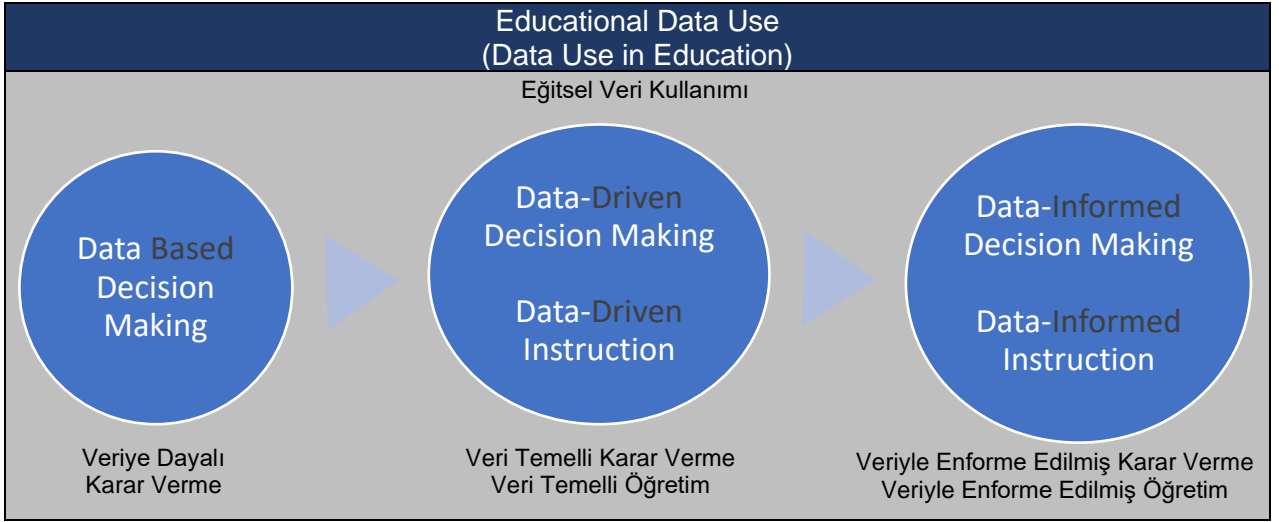 Educational Data Use
(Data Use in Education)
Eğitsel Veri Kullanımı
Data Based
Decision
Making
Data-Driven
Decision Making
Data-Driven
Instruction
Data-Informed
Decision Making
Data-Informed
Instruction
Veriye Dayalı
Karar Verme
Veri Temelli Karar Verme
Veri Temelli Öğretim
Veriyle Enforme Edilmiş Karar Verme
Veriyle Enforme Edilmiş Öğretim